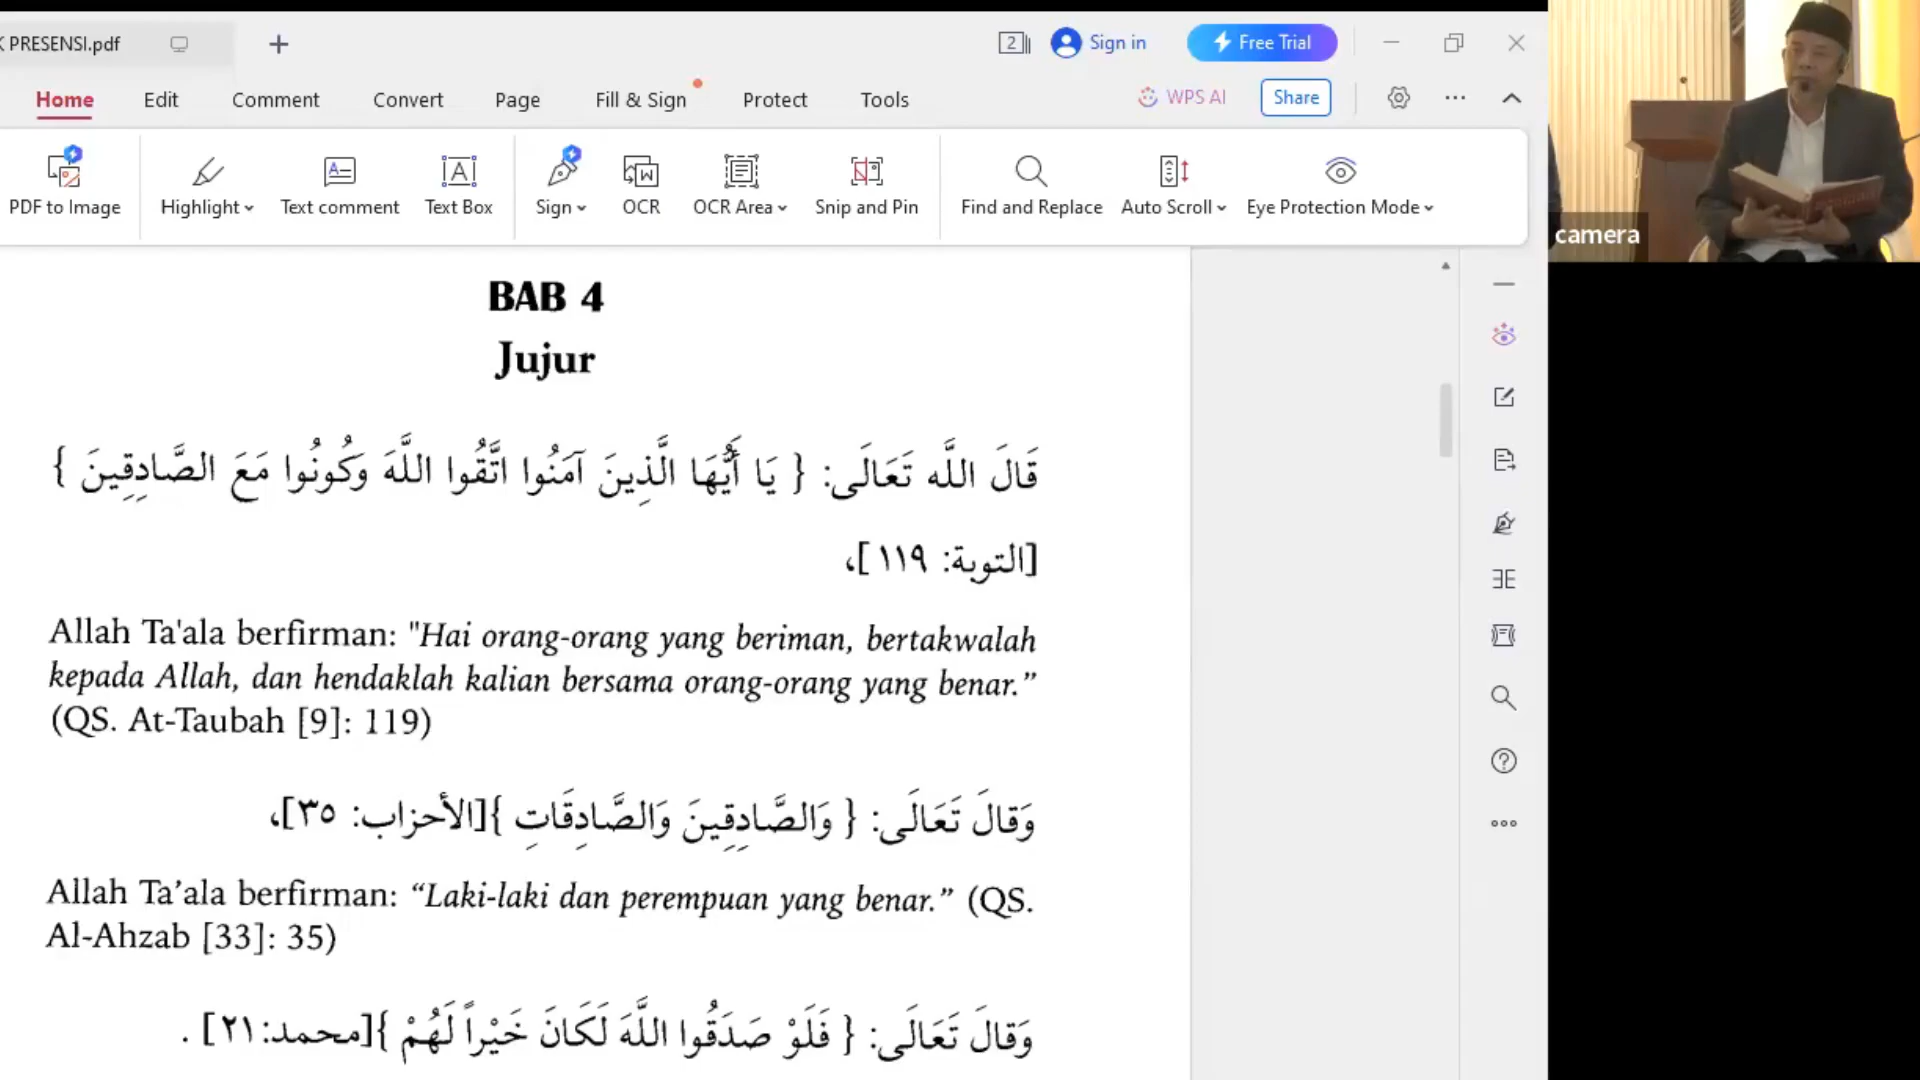 K PRESENSI.pdf
2
Sign in
Free Trial
Home
Edit
Comment
Convert
Page
Fill & Sign
Protect
Tools
WPS AI
Share
PDF to Image
Highlight
Text comment
Text Box
Sign
OCR
OCR Area
Snip and Pin
Find and Replace
Auto Scroll
Eye Protection Mode
camera
BAB 4
Jujur
قَالَ اللَّه تَعَالَى: { يَا أَيُّهَا الَّذِينَ آمَنُوا اتَّقُوا اللَّهَ وَكُونُوا مَعَ الصَّادِقِينَ }
[التوبة: ١١٩]،
Allah Ta'ala berfirman: "Hai orang-orang yang beriman, bertakwalah
kepada Allah, dan hendaklah kalian bersama orang-orang yang benar.”
(QS. At-Taubah [9]: 119)
وَقالَ تَعَالَى: { وَالصَّادِقِينَ وَالصَّادِقَاتِ }[الأحزاب: ٣٥]،
Allah Ta’ala berfirman: “Laki-laki dan perempuan yang benar.” (QS.
Al-Ahzab [33]: 35)
وَقالَ تَعَالَى: { فَلَوْ صَدَقُوا اللَّهَ لَكَانَ خَيْراً لَهُمْ }[محمد:٢١] .